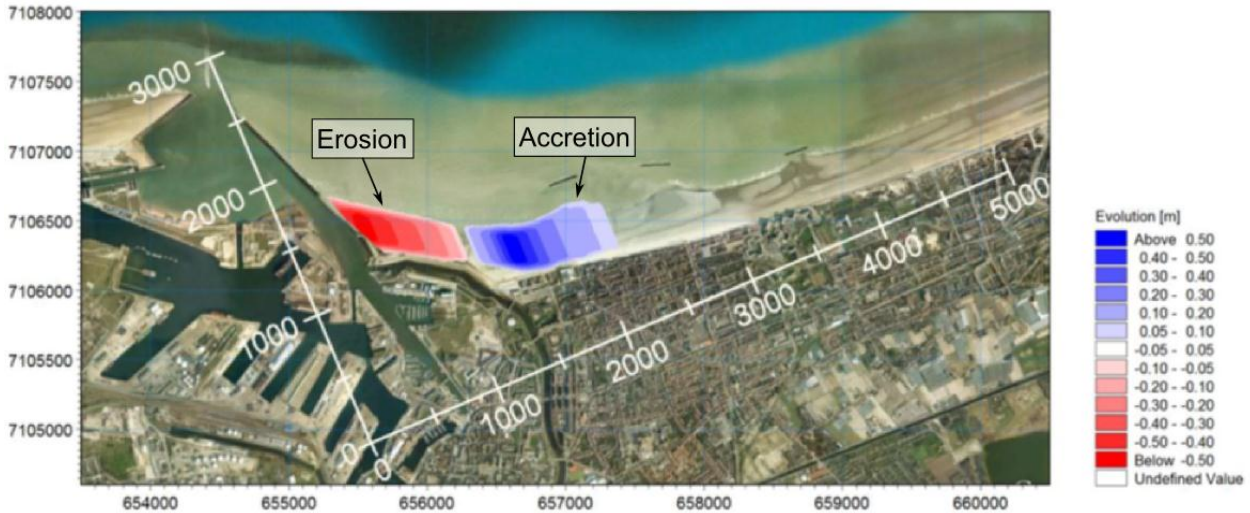 7108000
7107500
7107000
7106500
7106000
7105500
7105000
3000
2000
1000
0
0
1000
2000
3000
4000
5000
Erosion
Accretion
654000 655000 656000 657000 658000 659000 660000
Evolution [m]
Above 0.50
0.40 - 0.50
0.30 - 0.40
0.20 - 0.30
0.10 - 0.20
0.05 - 0.10
-0.05 - 0.05
-0.10 - -0.05
-0.20 - -0.10
-0.30 - -0.20
-0.40 - -0.30
-0.50 - -0.40
Below -0.50
Undefined Value